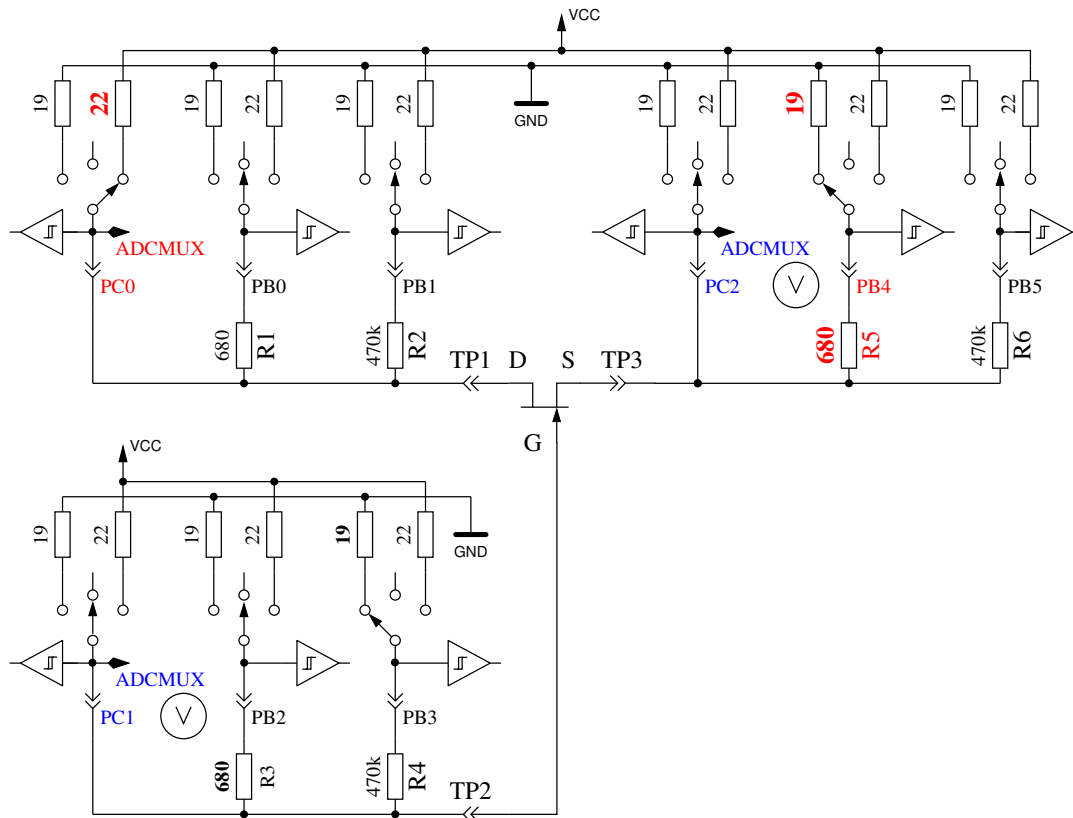 VCC
19
22
19
22
19
22
GND
19
22
19
22
19
22
ADCMUX
PC0
PB0
PB1
ADCMUX
PC2
V
PB4
PB5
680
R1
470k
R2
680
R5
470k
R6
TP1
D
S
TP3
G
VCC
19
22
19
22
19
22
GND
ADCMUX
PC1
V
PB2
PB3
680
R3
470k
R4
TP2